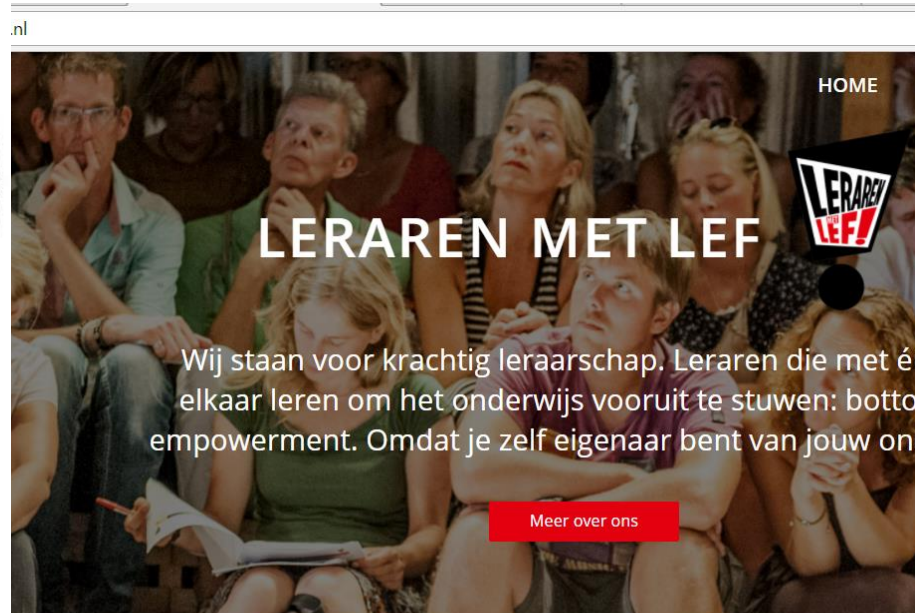 .nl
HOME
LERAREN
MET
LEF!
LERAREN MET LEF
Wij staan voor krachtig leraarschap. Leraren die met é
elkaar leren om het onderwijs vooruit te stuwen: botto
empowerment. Omdat je zelf eigenaar bent van jouw on
Meer over ons